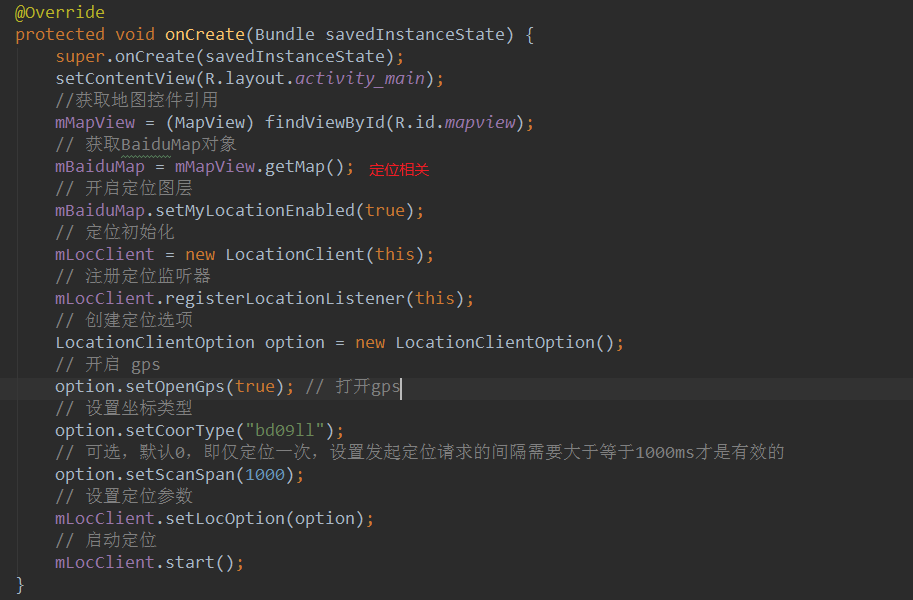 @Override
protected void onCreate(Bundle savedInstanceState) {
super.onCreate(savedInstanceState);
setContentView(R.layout.activity_main);
//获取地图控件引用
mMapView = (MapView) findViewById(R.id.mapview);
// 获取BaiduMap对象
mBaiduMap = mMapView.getMap(); 定位相关
// 开启定位图层
mBaiduMap.setMyLocationEnabled(true);
// 定位初始化
mLocClient = new LocationClient(this);
// 注册定位监听器
mLocClient.registerLocationListener(this);
// 创建定位选项
LocationClientOption option = new LocationClientOption();
// 开启 gps
option.setOpenGps(true); // 打开gps
// 设置坐标类型
option.setCoorType("bd09ll");
// 可选，默认0，即仅定位一次，设置发起定位请求的间隔需要大于等于1000ms才是有效的
option.setScanSpan(1000);
// 设置定位参数
mLocClient.setLocOption(option);
// 启动定位
mLocClient.start();
}